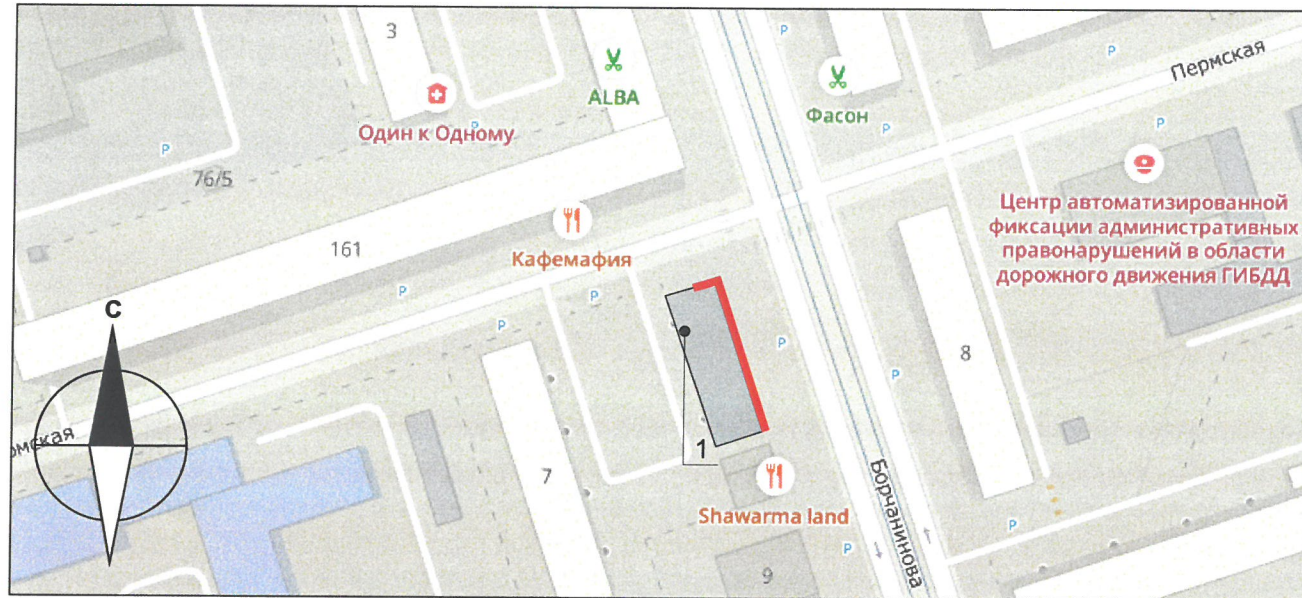 3
ALBA
Фасон
Пермская
Один к Одному
P
P
P
P
P
76/5
161
Кафемафия
Центр автоматизированной
фиксации административных
правонарушений в области
дорожного движения ГИБДД
P
P
P
P
P
С
8
омская
7
1
Shawarma land
Борчанинова
P
P
9